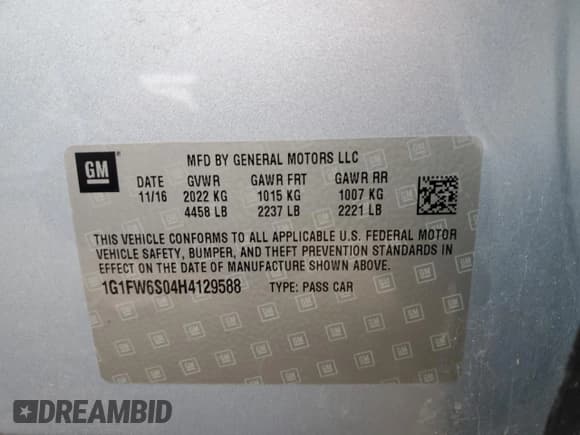 GM
MFD BY GENERAL MOTORS LLC
DATE GVWR GAWR FRT GAWR RR
11/16 2022 KG 1015 KG 1007 KG
4458 LB 2237 LB 2221 LB
THIS VEHICLE CONFORMS TO ALL APPLICABLE U.S. FEDERAL MOTOR
VEHICLE SAFETY, BUMPER, AND THEFT PREVENTION STANDARDS IN
EFFECT ON THE DATE OF MANUFACTURE SHOWN ABOVE.
1G1FW6S04H4129588 TYPE: PASS CAR
DREAMBID